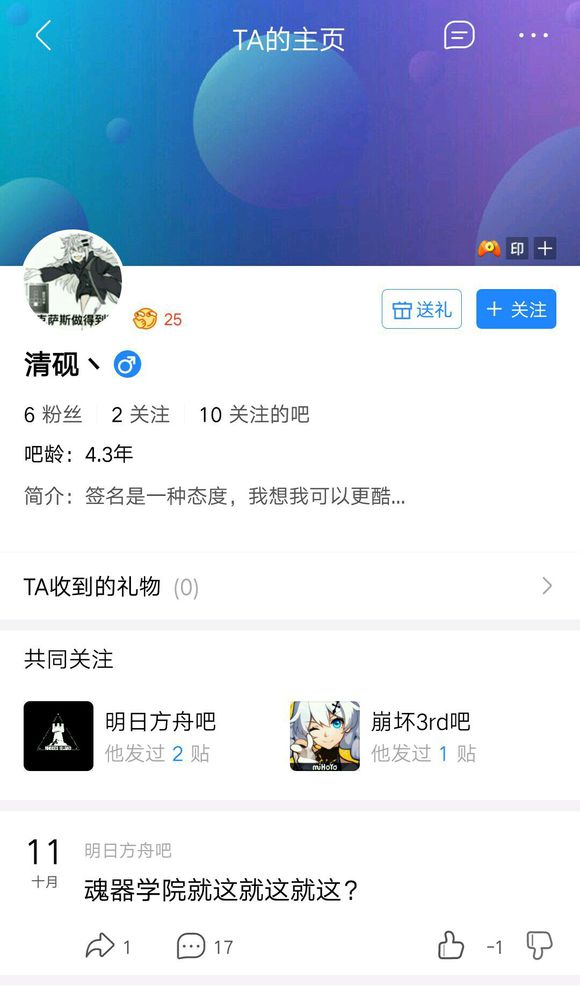 TA的主页
印
克萨斯做得到
25
送礼
+ 关注
清砚丶
6 粉丝 2 关注 10 关注的吧
吧龄：4.3年
简介：签名是一种态度，我想我可以更酷...
TA收到的礼物 (0)
共同关注
明日方舟吧
他发过 2 贴
崩坏3rd吧
他发过 1 贴
miHoYo
11
十月
明日方舟吧
魂器学院就这就这就这？
1
17
-1